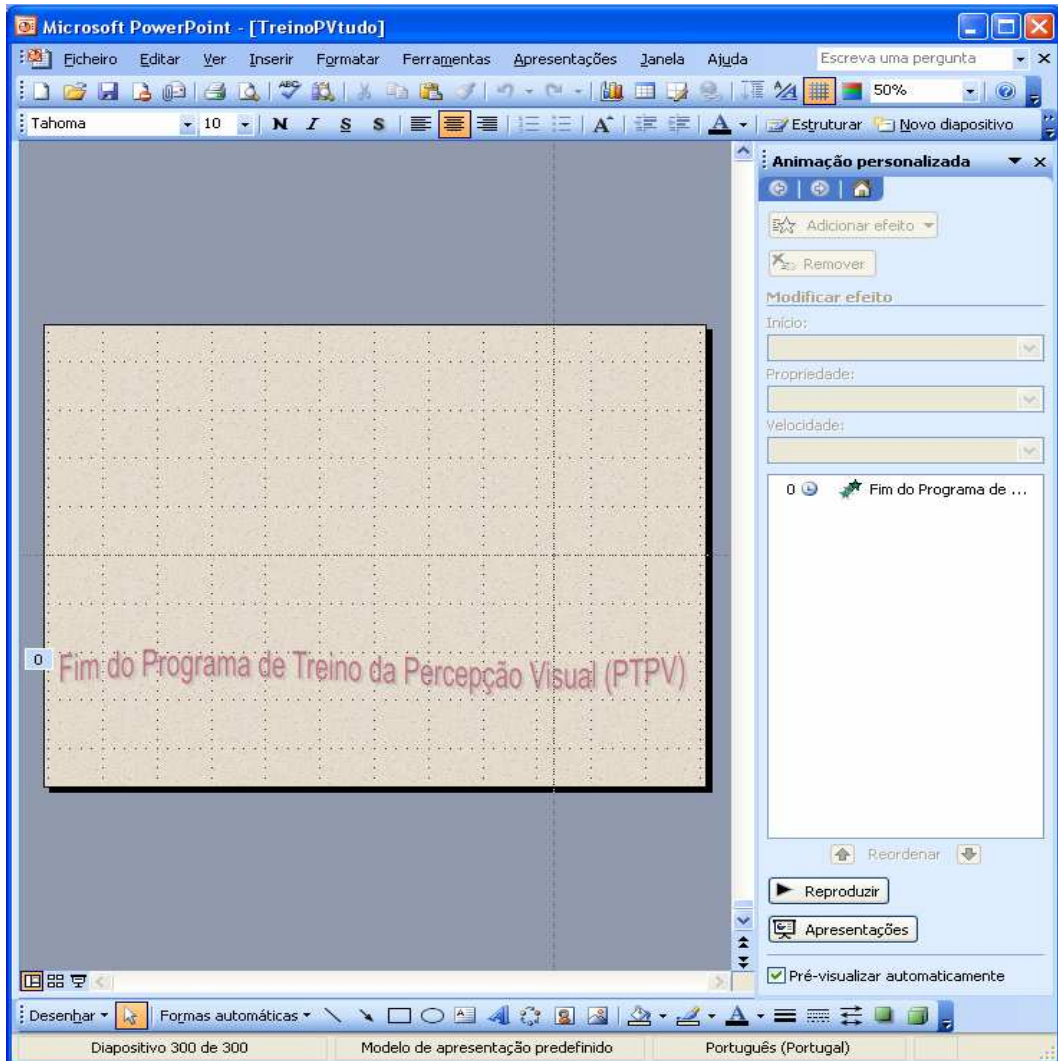 Microsoft PowerPoint - [TreinoPVtudo]
Ficheiro Editar Ver Inserir Formatar Ferramentas Apresentações Janela Ajuda Escreva uma pergunta
ABC 50%
Tahoma 10 N I S S A A Estruturar Novo diapositivo
Animação personalizada
Adicionar efeito
Remover
Modificar efeito
Início:
Propriedade:
Velocidade:
0 Fim do Programa de ...
0 Fim do Programa de Treino da Percepção Visual (PTPV)
Reordenar
Reproduzir
Apresentações
Pré-visualizar automaticamente
Desenhar Formas automáticas A A
Diapositivo 300 de 300 Modelo de apresentação predefinido Português (Portugal)